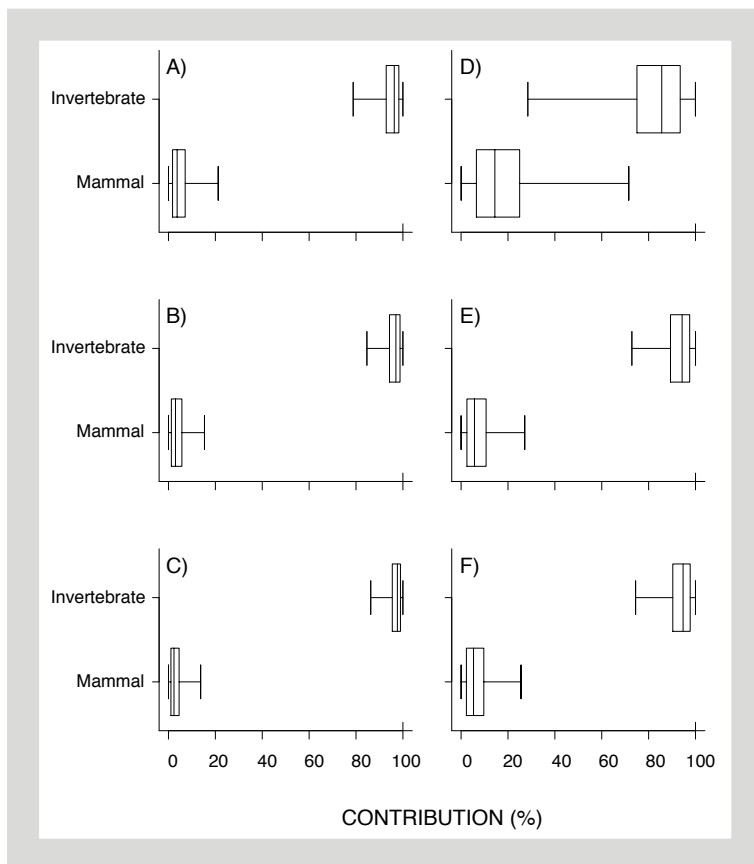 A)
D)
Invertebrate
Mammal
B)
E)
Invertebrate
Mammal
C)
F)
Invertebrate
Mammal
0 20 40 60 80 100 0 20 40 60 80 100
CONTRIBUTION (%)